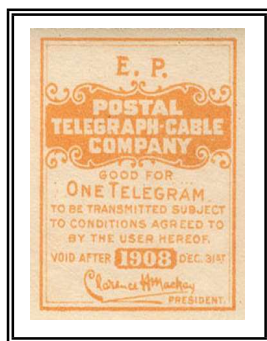 E. P.
POSTAL
TELEGRAPH-CABLE
COMPANY
GOOD FOR
ONE TELEGRAM
TO BE TRANSMITTED SUBJECT
TO CONDITIONS AGREED TO
BY THE USER HEREOF.
VOID AFTER 1908 DEC. 31ST
Clarence H Mackay
PRESIDENT.